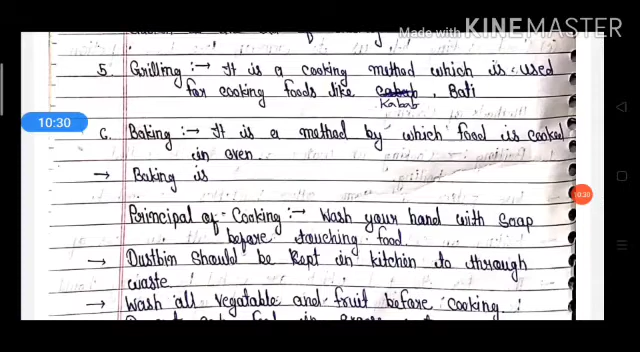 Made with KINEMASTER
5. Grilling :→ It is a cooking method which is used
for cooking foods like Kabab, Bati
10:30
6. Baking :→ It is a method by which food is cooked
in oven.
→ Baking is
10:30
Principal of Cooking :→ Wash your hand with Soap
before touching food.
→ Dustbin should be kept in kitchen to through
waste.
→ Wash all vegatable and fruit before cooking.